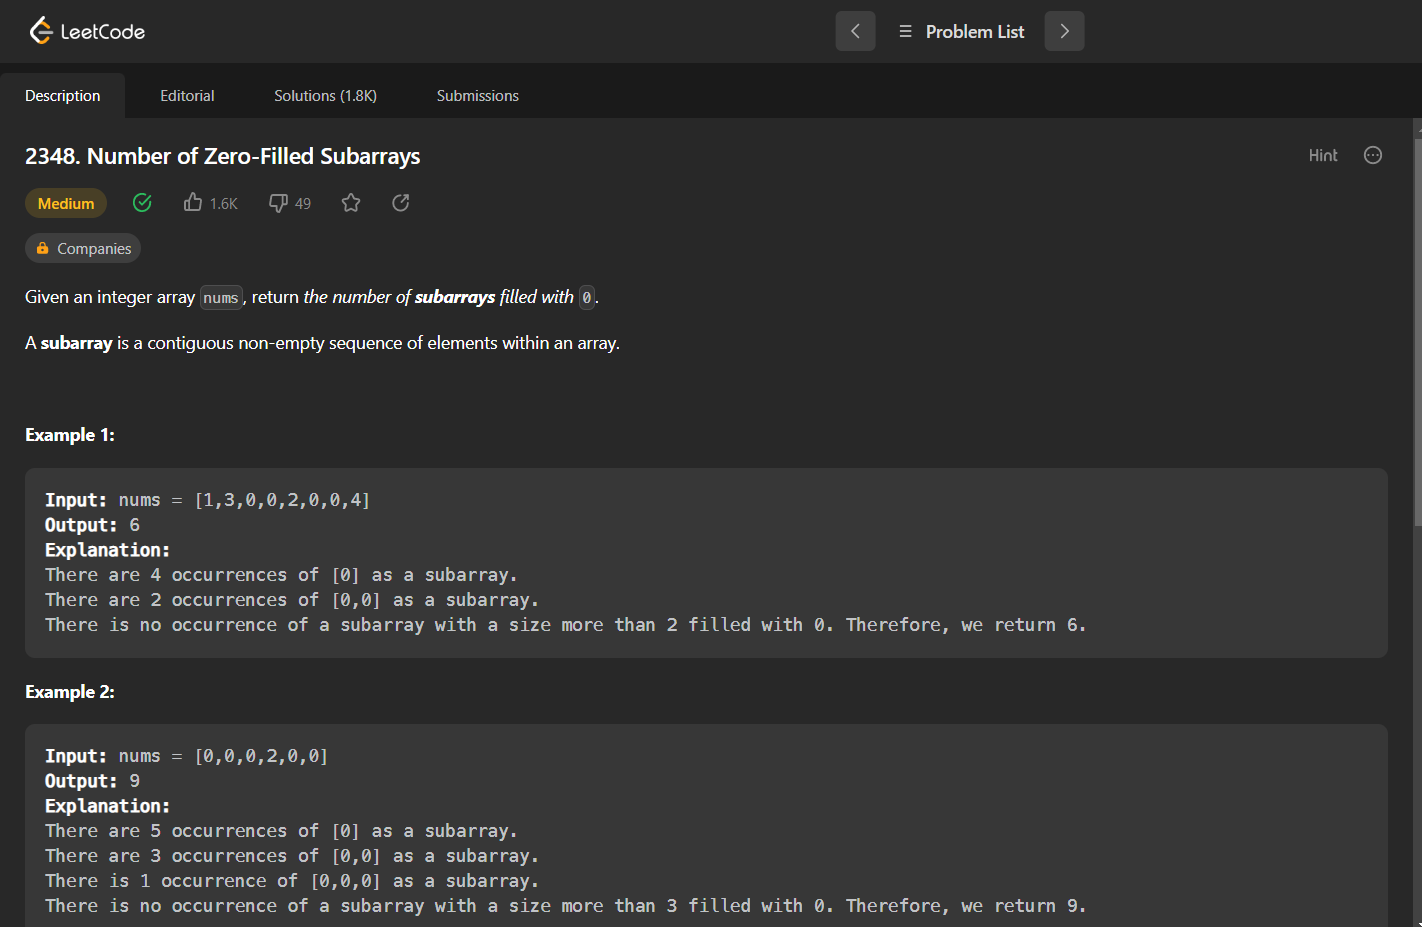 LeetCode
Problem List
Description Editorial Solutions (1.8K) Submissions
2348. Number of Zero-Filled Subarrays
Hint
Medium 1.6K 49
Companies
Given an integer array nums, return the number of subarrays filled with 0.
A subarray is a contiguous non-empty sequence of elements within an array.
Example 1:
Input: nums = [1,3,0,0,2,0,0,4]
Output: 6
Explanation:
There are 4 occurrences of [0] as a subarray.
There are 2 occurrences of [0,0] as a subarray.
There is no occurrence of a subarray with a size more than 2 filled with 0. Therefore, we return 6.
Example 2:
Input: nums = [0,0,0,2,0,0]
Output: 9
Explanation:
There are 5 occurrences of [0] as a subarray.
There are 3 occurrences of [0,0] as a subarray.
There is 1 occurrence of [0,0,0] as a subarray.
There is no occurrence of a subarray with a size more than 3 filled with 0. Therefore, we return 9.